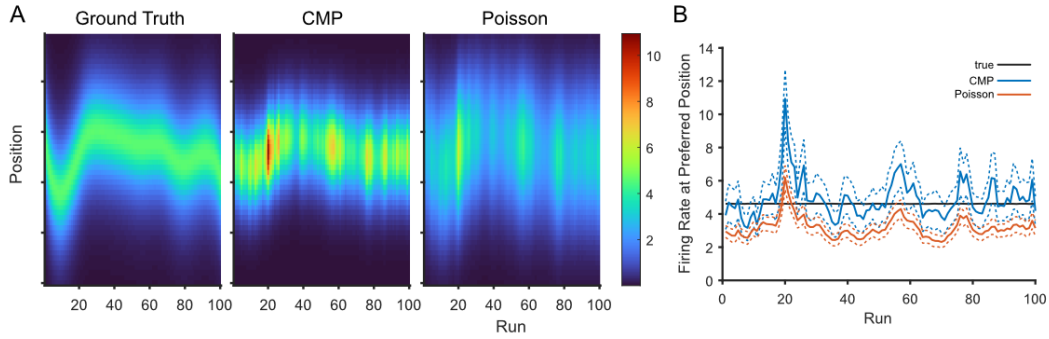 A
Ground Truth
CMP
Poisson
Position
20 40 60 80 100
20 40 60 80 100
20 40 60 80 100
Run
10
8
6
4
2
B
Firing Rate at Preferred Position
14
12
10
8
6
4
2
0
true
CMP
Poisson
0 20 40 60 80 100
Run